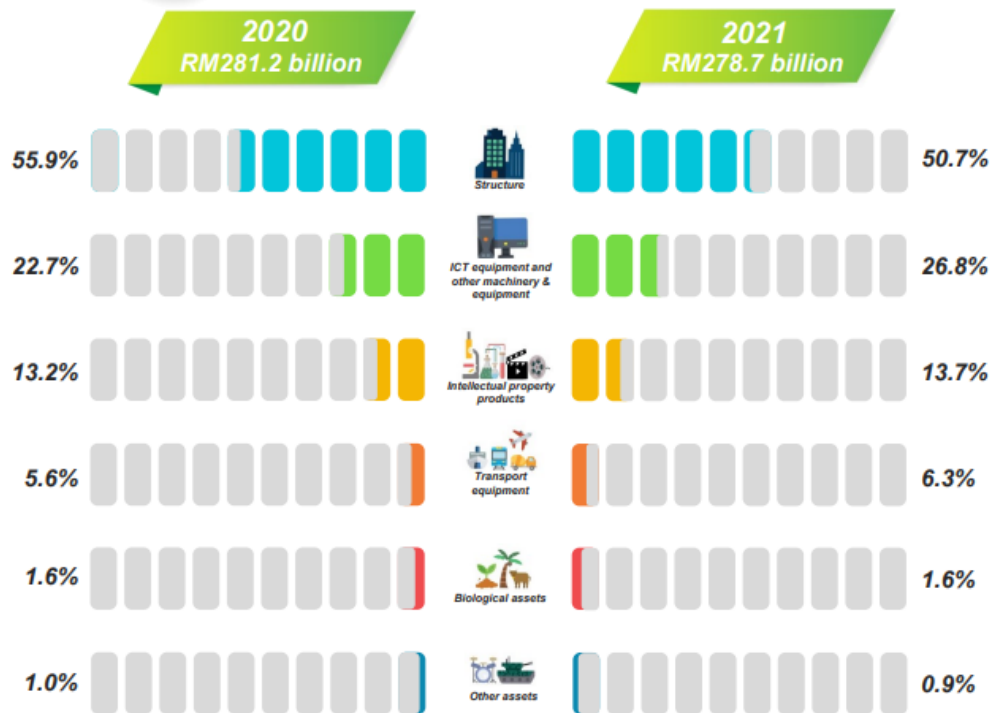 2020
RM281.2 billion
2021
RM278.7 billion
55.9%
Structure
50.7%
22.7%
ICT equipment and
other machinery &
equipment
26.8%
13.2%
Intellectual property
products
13.7%
5.6%
Transport
equipment
6.3%
1.6%
Biological assets
1.6%
1.0%
Other assets
0.9%